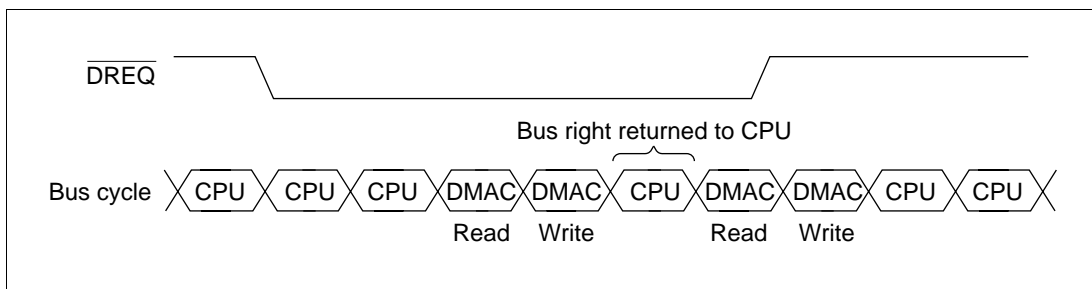 DREQ
Bus right returned to CPU
Bus cycle CPU CPU CPU DMAC DMAC CPU DMAC DMAC CPU CPU
Read Write Read Write